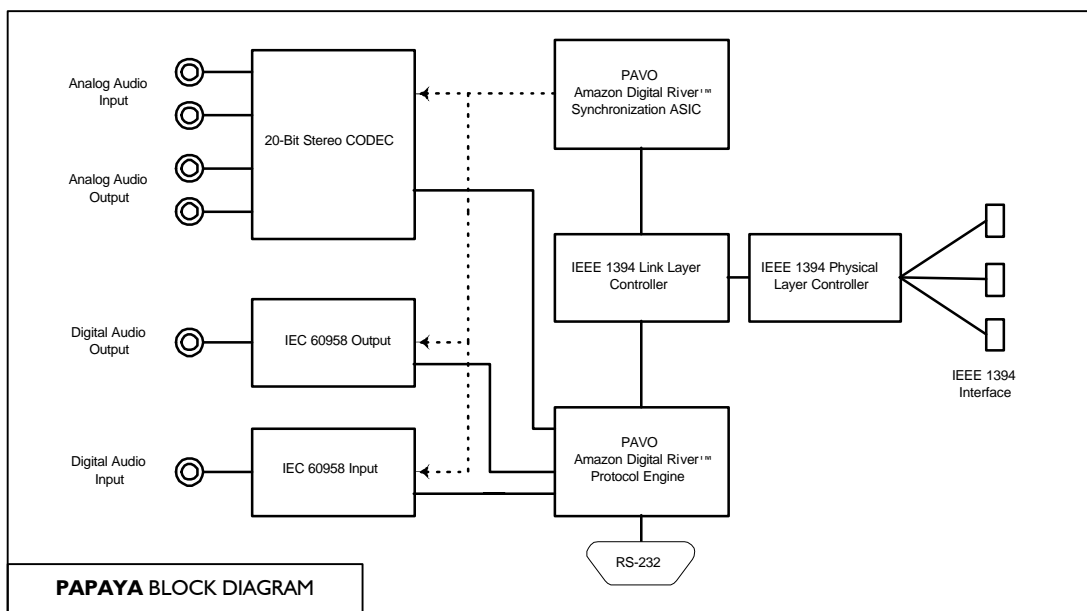 Analog Audio
Input
Analog Audio
Output
20-Bit Stereo CODEC
PAVO
Amazon Digital River™
Synchronization ASIC
IEEE 1394 Link Layer
Controller
IEEE 1394 Physical
Layer Controller
IEEE 1394
Interface
Digital Audio
Output
IEC 60958 Output
Digital Audio
Input
IEC 60958 Input
PAVO
Amazon Digital River™
Protocol Engine
RS-232
PAPAYA BLOCK DIAGRAM